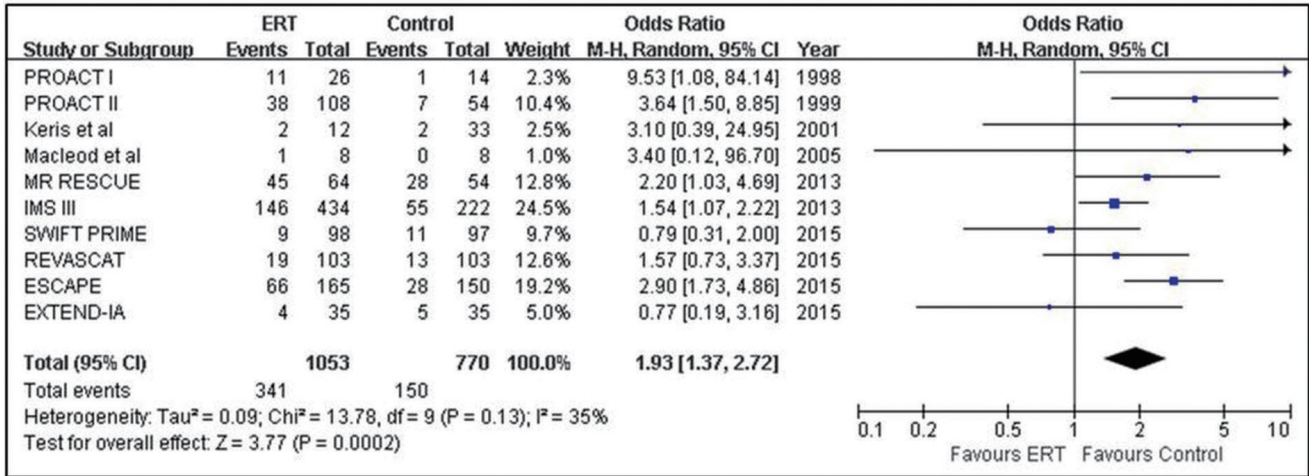 ERT Control Odds Ratio Odds Ratio
Study or Subgroup Events Total Events Total Weight M-H, Random, 95% CI Year M-H, Random, 95% CI
PROACT I 11 26 1 14 2.3% 9.53 [1.08, 84.14] 1998
PROACT II 38 108 7 54 10.4% 3.64 [1.50, 8.85] 1999
Keris et al 2 12 2 33 2.5% 3.10 [0.39, 24.95] 2001
Macleod et al 1 8 0 8 1.0% 3.40 [0.12, 96.70] 2005
MR RESCUE 45 64 28 54 12.8% 2.20 [1.03, 4.69] 2013
IMS III 146 434 55 222 24.5% 1.54 [1.07, 2.22] 2013
SWIFT PRIME 9 98 11 97 9.7% 0.79 [0.31, 2.00] 2015
REVASCAT 19 103 13 103 12.6% 1.57 [0.73, 3.37] 2015
ESCAPE 66 165 28 150 19.2% 2.90 [1.73, 4.86] 2015
EXTEND-IA 4 35 5 35 5.0% 0.77 [0.19, 3.16] 2015
Total (95% CI) 1053 770 100.0% 1.93 [1.37, 2.72]
Total events 341 150
Heterogeneity: Tau² = 0.09; Chi² = 13.78, df = 9 (P = 0.13); I² = 35%
Test for overall effect: Z = 3.77 (P = 0.0002)
0.1 0.2 0.5 1 2 5 10
Favours ERT Favours Control